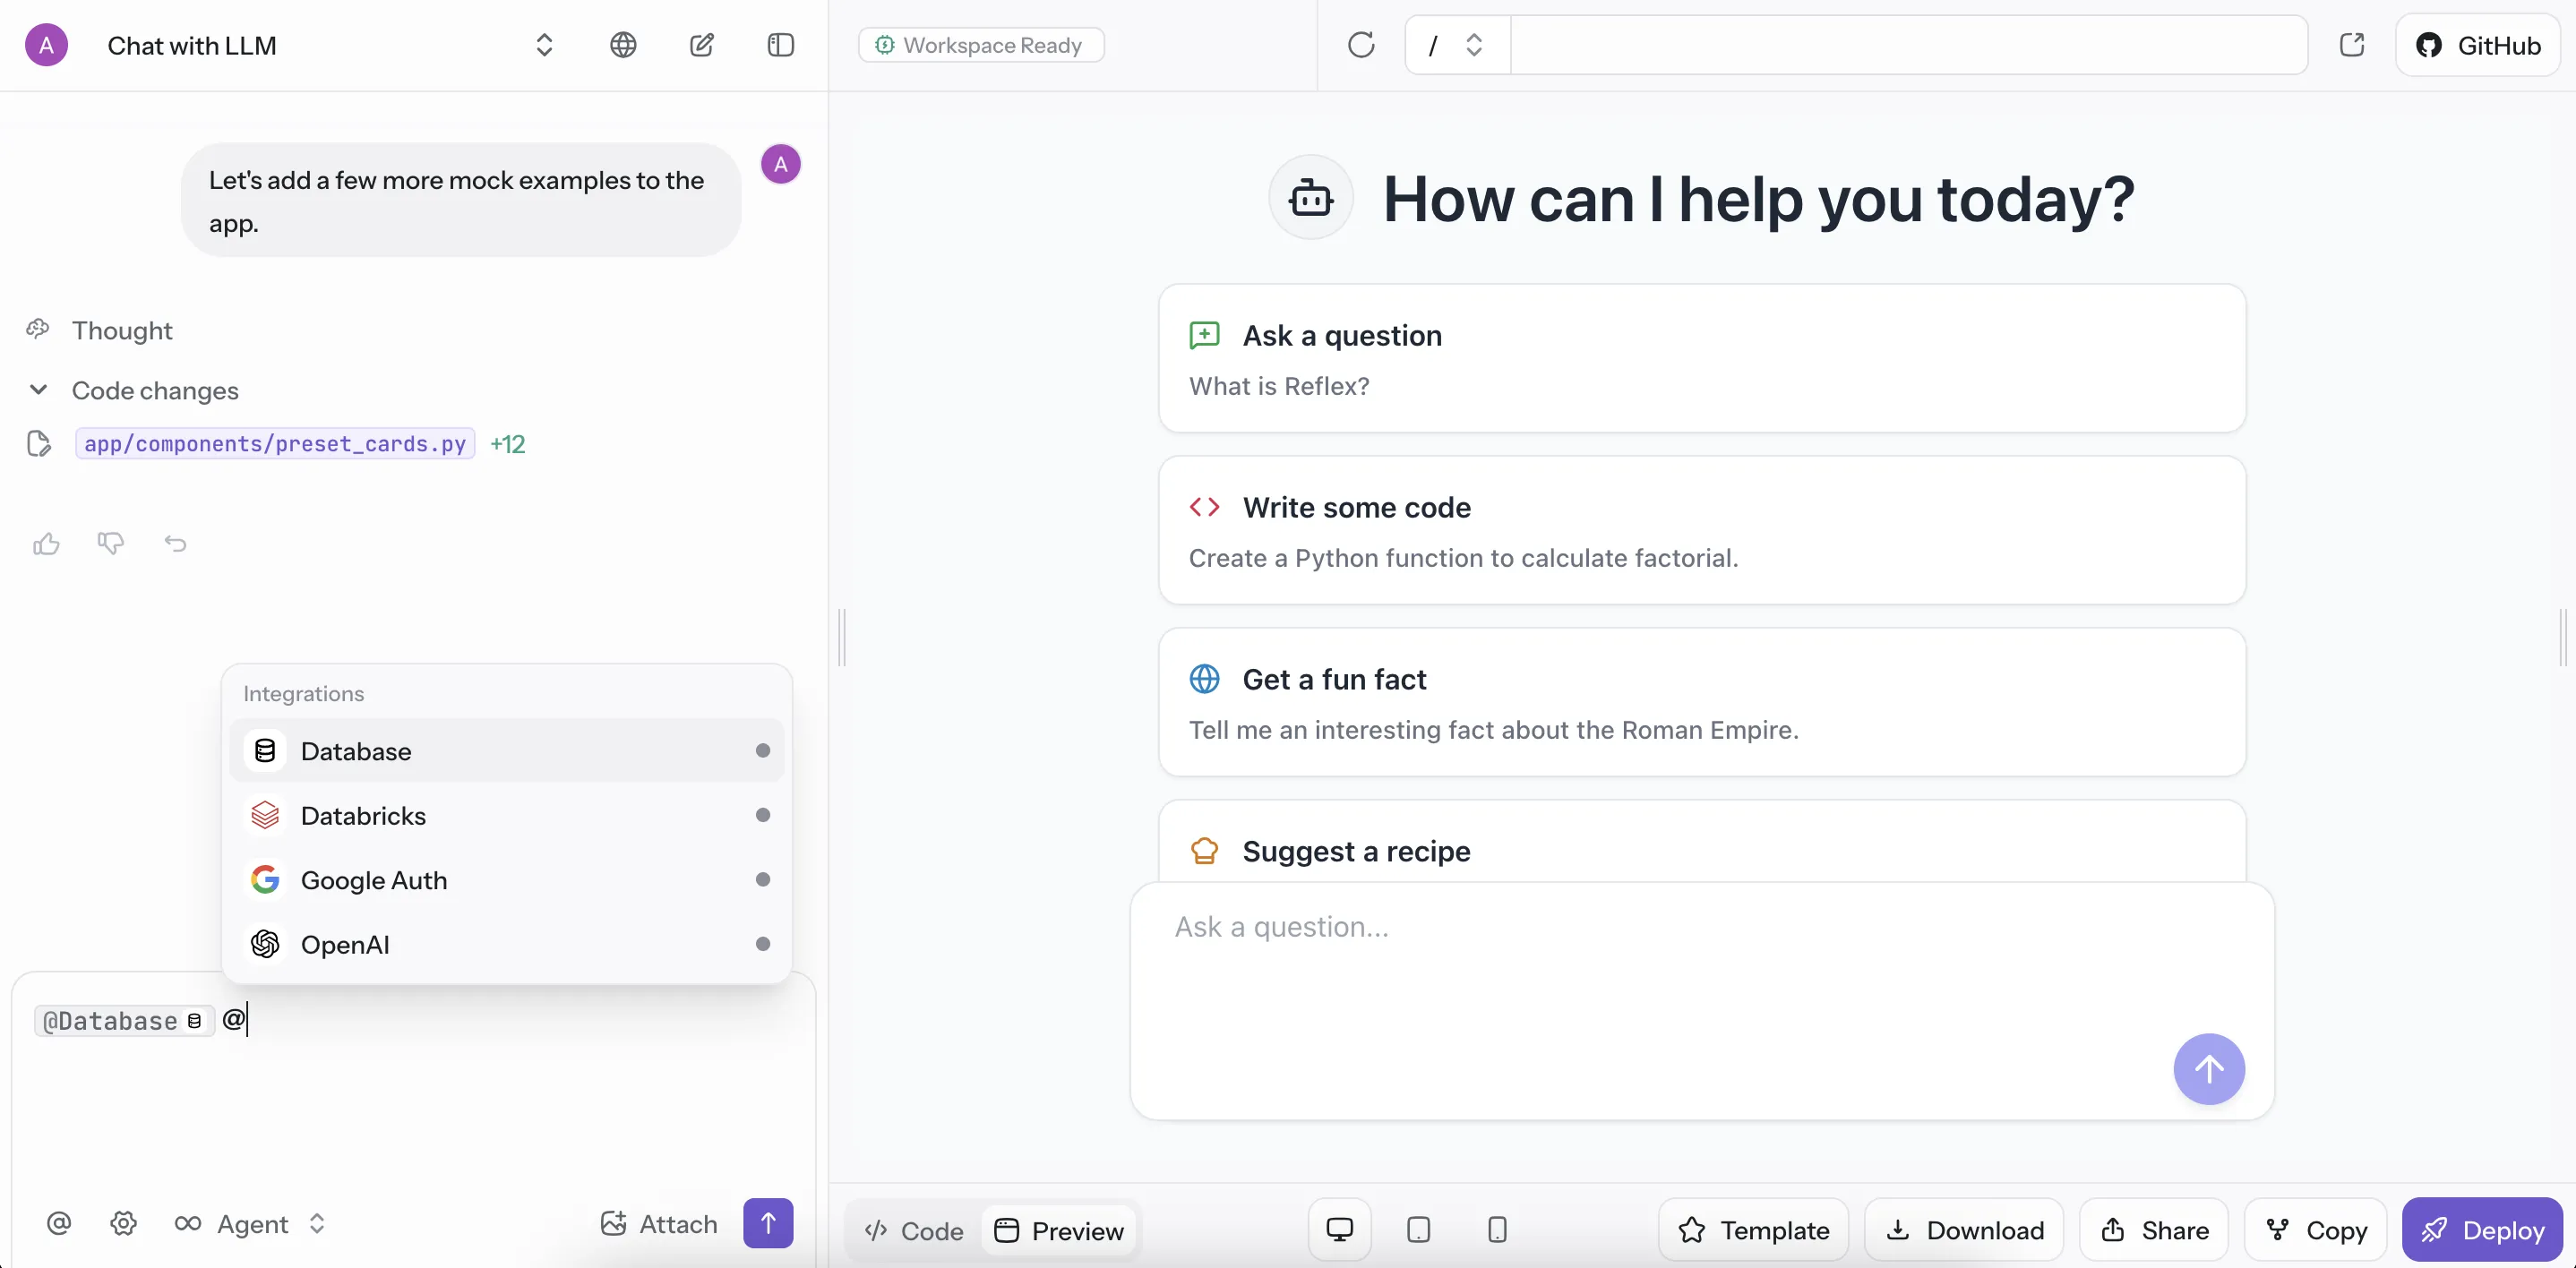 A
Chat with LLM
Let's add a few more mock examples to the
app.
A
Thought
Code changes
app/components/preset_cards.py +12
Integrations
Database
Databricks
Google Auth
OpenAI
@Database @
Agent
Attach
Workspace Ready
/
GitHub
How can I help you today?
Ask a question
What is Reflex?
Write some code
Create a Python function to calculate factorial.
Get a fun fact
Tell me an interesting fact about the Roman Empire.
Suggest a recipe
Ask a question...
Code
Preview
Template
Download
Share
Copy
Deploy